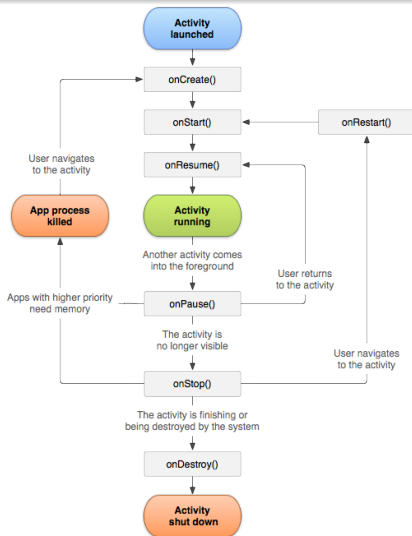 Activity
launched
onCreate()
onStart()
onRestart()
User navigates
to the activity
onResume()
App process
killed
Activity
running
Another activity comes
into the foreground
User returns
to the activity
Apps with higher priority
need memory
onPause()
The activity is
no longer visible
User navigates
to the activity
onStop()
The activity is finishing or
being destroyed by the system
onDestroy()
Activity
shut down